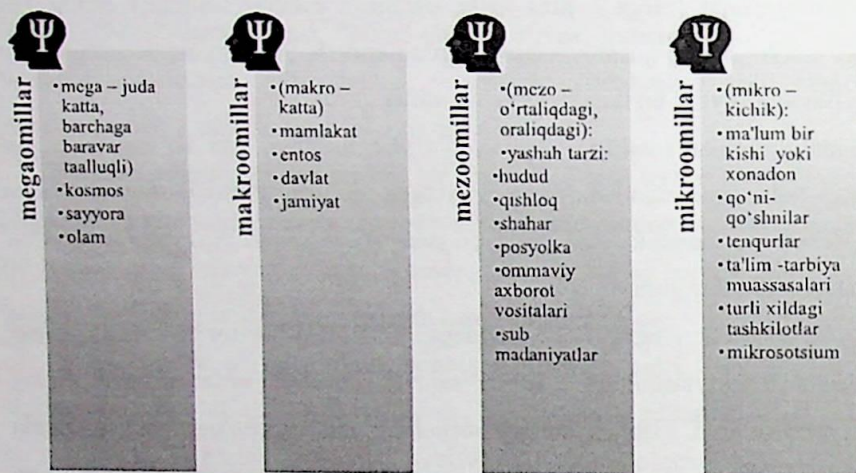 Ψ
megaomillar
•mega – juda
katta,
barchaga
baravar
taalluqli)
•kosmos
•sayyora
•olam
Ψ
makroomillar
•(makro –
katta)
•mamlakat
•entos
•davlat
•jamiyat
Ψ
mezoomillar
•(mezo –
o‘rtaliqdagi,
oraliqdagi):
•yashah tarzi:
•hudud
•qishloq
•shahar
•posyolka
•ommaviy
axborot
vositalari
•sub
madaniyatlar
Ψ
mikroomillar
•(mikro –
kichik):
•ma'lum bir
kishi yoki
xonadon
•qo‘ni-
qo‘shnilar
•tenqurlar
•ta'lim -tarbiya
muassasalari
•turli xildagi
tashkilotlar
•mikrosotsium